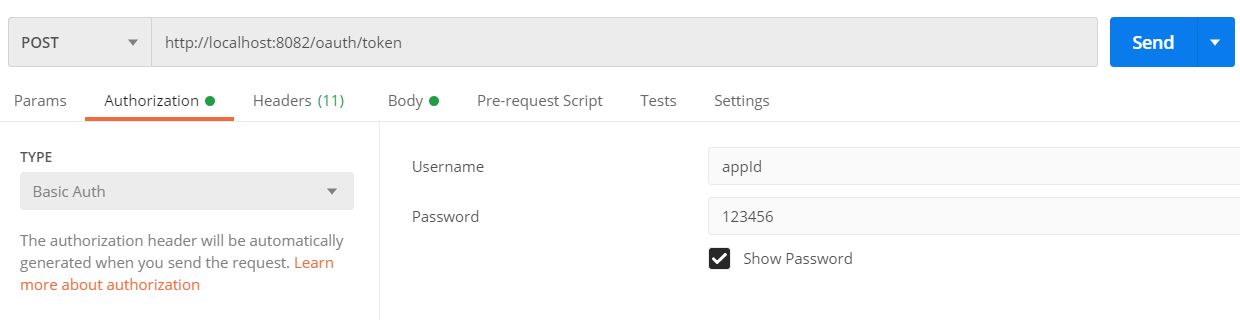 POST http://localhost:8082/oauth/token Send
Params Authorization Headers (11) Body Pre-request Script Tests Settings
TYPE
Basic Auth
The authorization header will be automatically
generated when you send the request. Learn
more about authorization
Username appId
Password 123456
Show Password